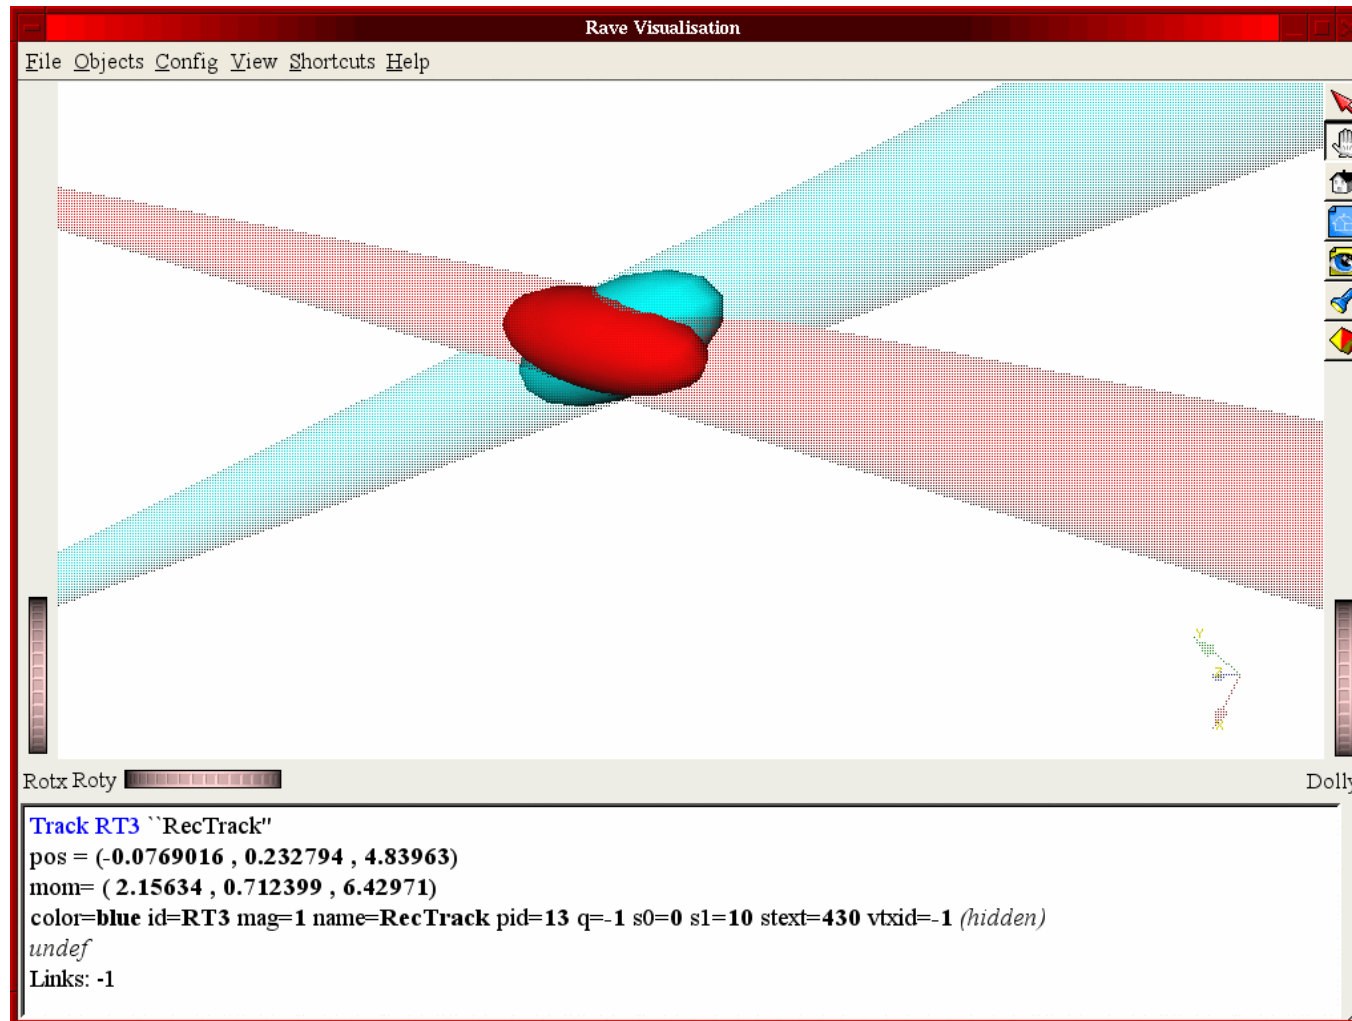 Rave Visualisation
File Objects Config View Shortcuts Help
Y
Z
X
Rotx Roty
Dolly
Track RT3 ``RecTrack"
pos = (-0.0769016 , 0.232794 , 4.83963)
mom= ( 2.15634 , 0.712399 , 6.42971)
color=blue id=RT3 mag=1 name=RecTrack pid=13 q=-1 s0=0 s1=10 stext=430 vtxid=-1 (hidden)
undef
Links: -1